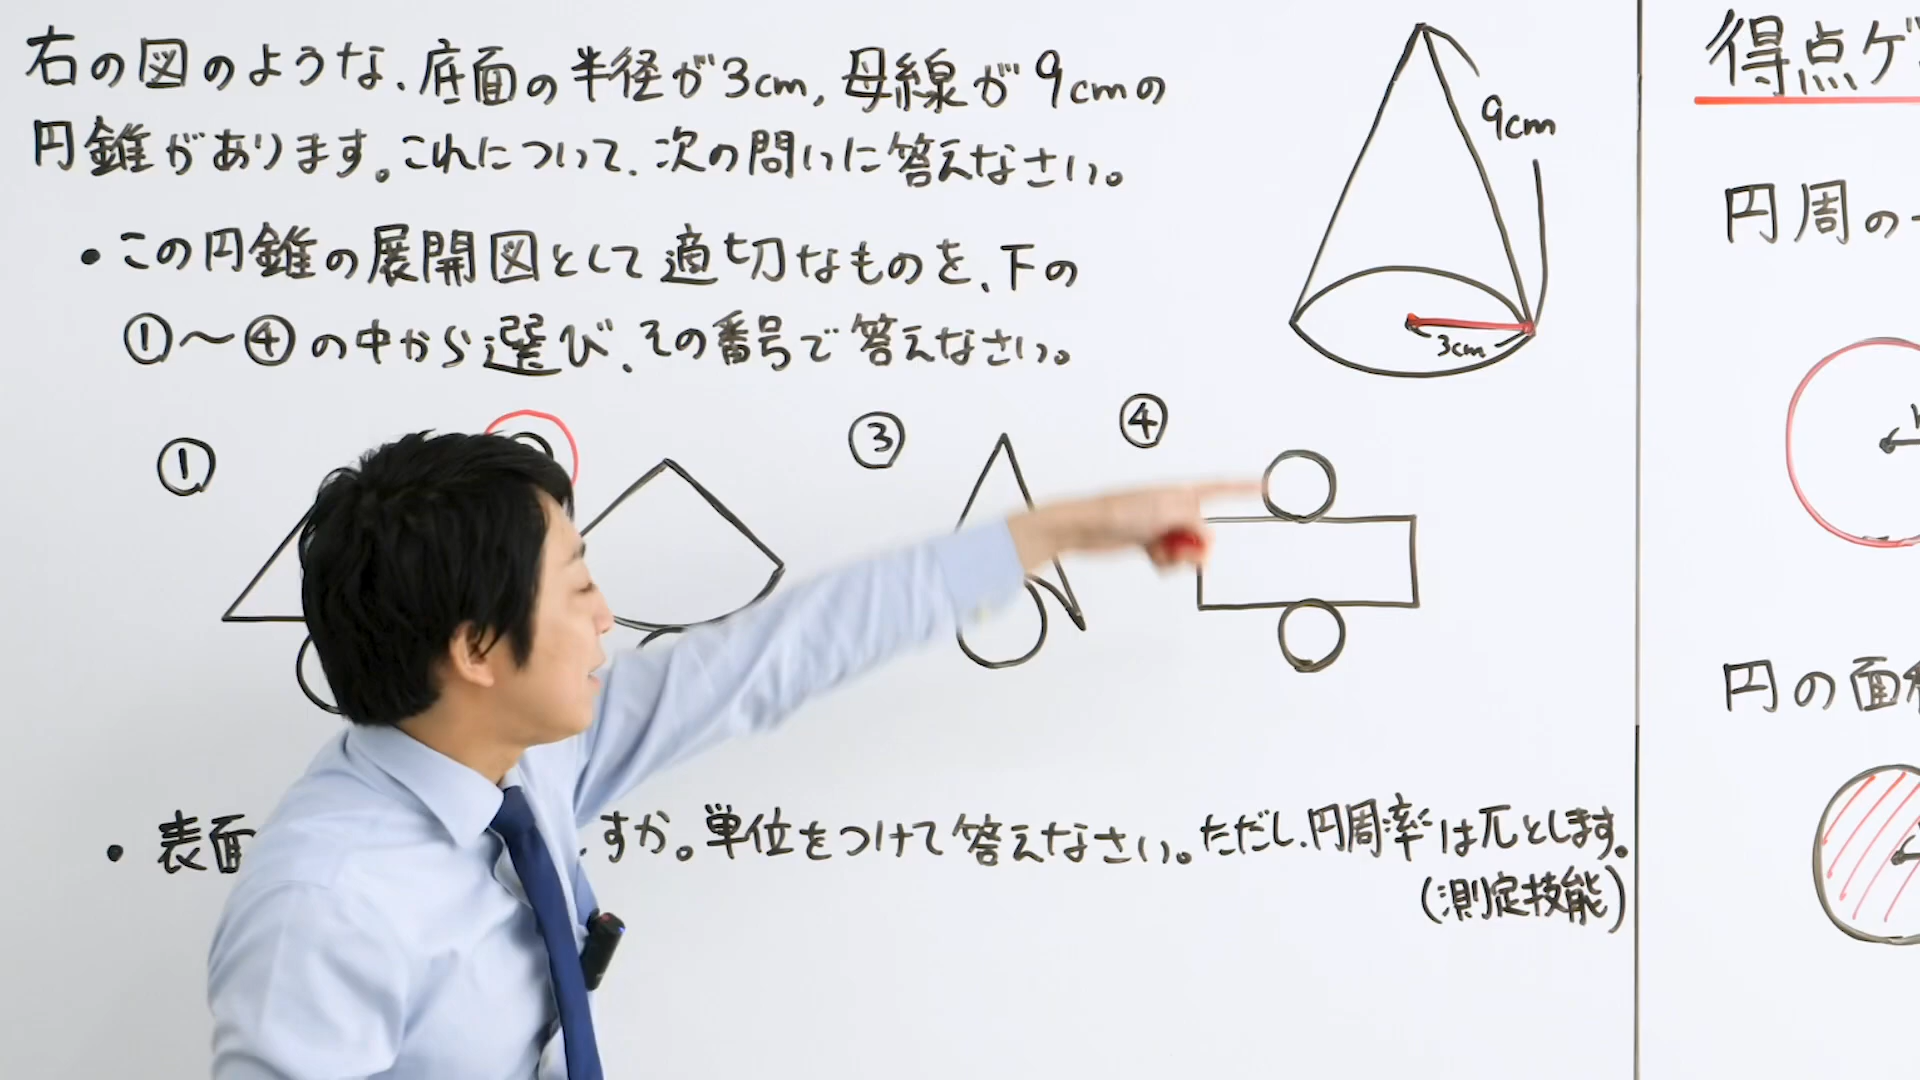 右の図のような、底面の半径が3cm, 母線が9cmの
円錐があります。これについて、次の問いに答えなさい。
・この円錐の展開図として適切なものを、下の
①〜④の中から選び、その番号で答えなさい。
9cm
3cm
①
③
④
・表面 すか。単位をつけて答えなさい。ただし、円周率はπとします。
(測定技能)
得点ゲ
円周の
円の面積